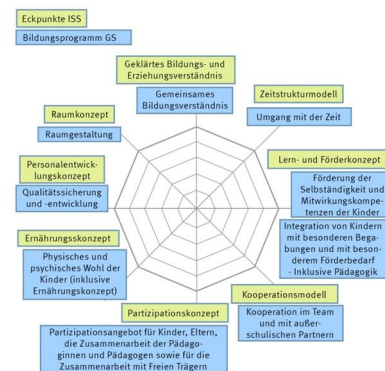 Eckpunkte ISS
Bildungsprogramm GS
Geklärtes Bildungs- und
Erziehungsverständnis
Gemeinsames
Bildungsverständnis
Zeitstrukturmodell
Umgang mit der Zeit
Raumkonzept
Raumgestaltung
Lern- und Förderkonzept
Förderung der
Selbständigkeit und
Mitwirkungskompe-
tenzen der Kinder
Integration von Kindern
mit besonderen Bega-
bungen und mit beson-
derem Förderbedarf
- Inklusive Pädagogik
Personalentwick-
lungskonzept
Qualitätssicherung
und -entwicklung
Ernährungskonzept
Physisches und
psychisches Wohl der
Kinder (inklusive
Ernährungskonzept)
Kooperationsmodell
Kooperation im Team
und mit außer-
schulischen Partnern
Partizipationskonzept
Partizipationsangebot für Kinder, Eltern,
die Zusammenarbeit der Pädago-
ginnen und Pädagogen sowie für die
Zusammenarbeit mit Freien Trägern